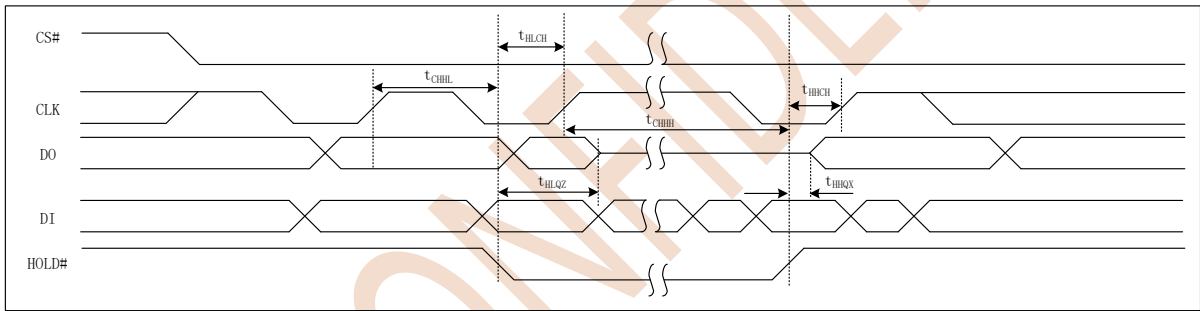 CS#
tHLCH
tCHHL
CLK
tHHCH
tCHHH
DO
tHLQZ
tHHQX
DI
HOLD#